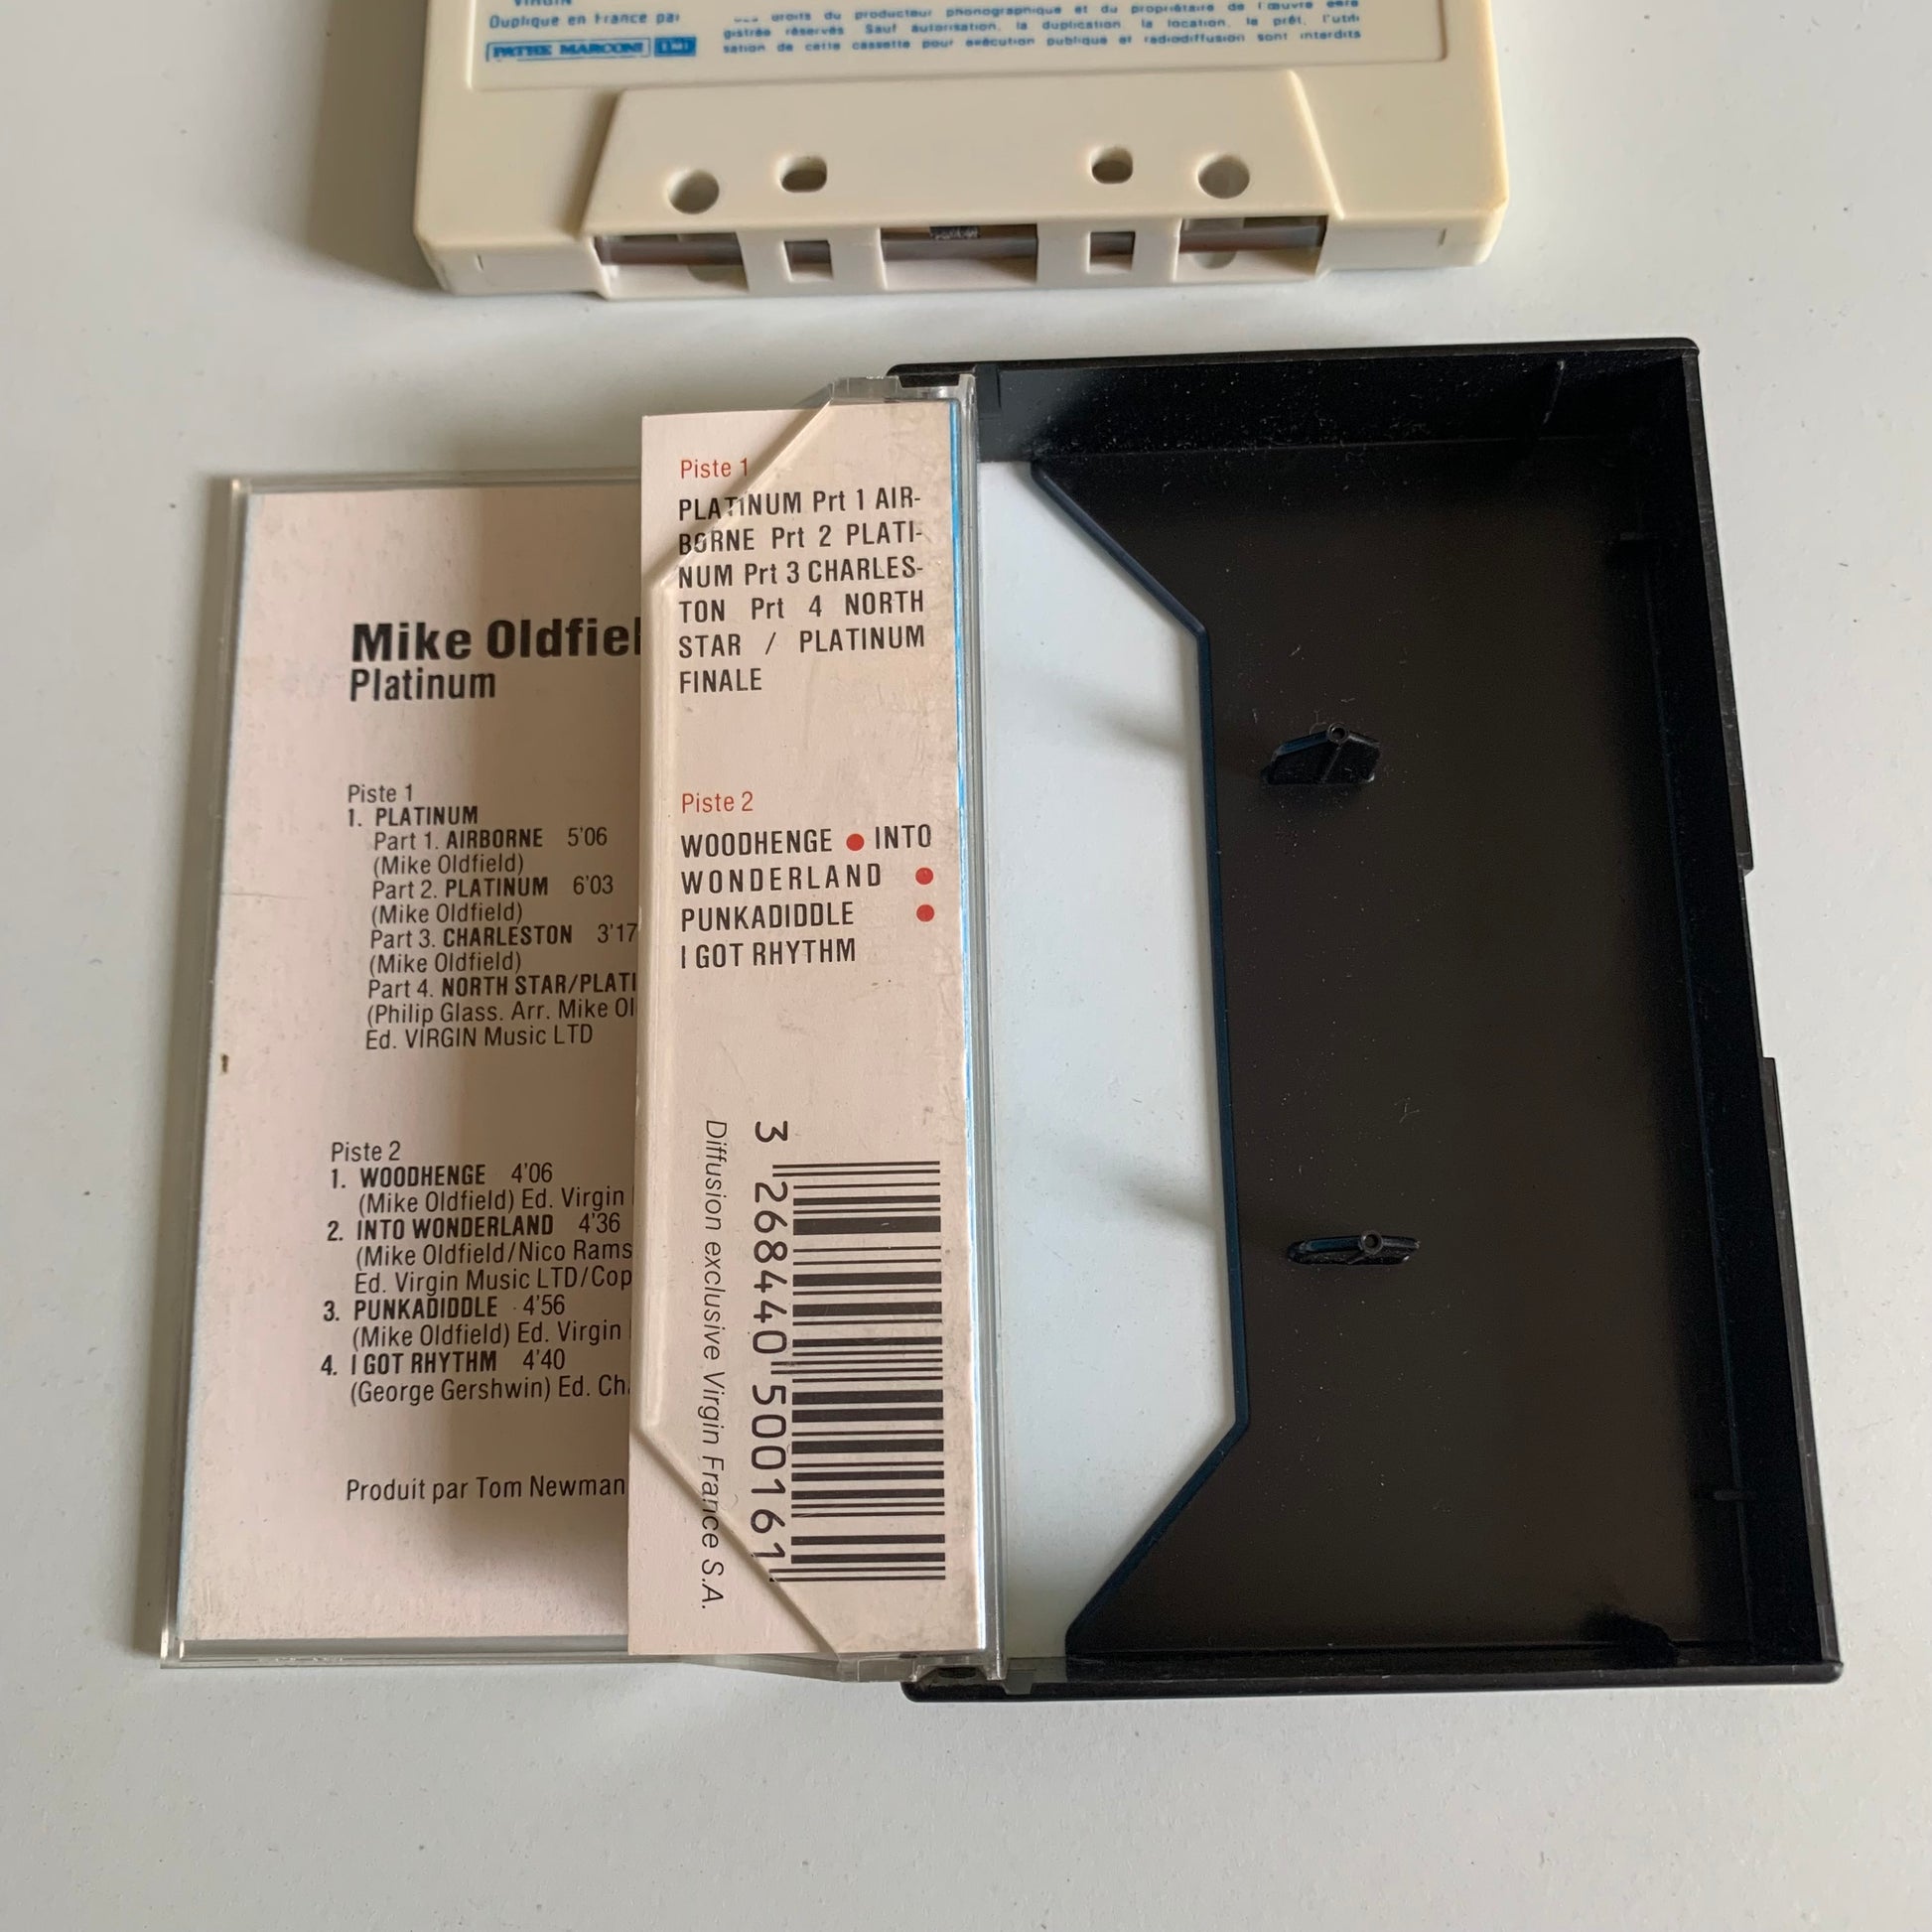 VIRGIN
Duplique en France par
PATHE MARCONI EMI
droits du producteur phonographique et du propriétaire de l'œuvre
gistrée réservés Sauf autorisation, la duplication, la location, le prêt, l'utili
sation de cette cassette pour exécution publique et radiodiffusion sont interdits
Mike Oldfiel
Platinum
Piste 1
1. PLATINUM
Part 1. AIRBORNE 5'06
(Mike Oldfield)
Part 2. PLATINUM 6'03
(Mike Oldfield)
Part 3. CHARLESTON 3'17
(Mike Oldfield)
Part 4. NORTH STAR/PLATI
(Philip Glass. Arr. Mike Ol
Ed. VIRGIN Music LTD
Piste 2
1. WOODHENGE 4'06
(Mike Oldfield) Ed. Virgin
2. INTO WONDERLAND 4'36
(Mike Oldfield/Nico Rams
Ed. Virgin Music LTD/Cop
3. PUNKADIDDLE 4'56
(Mike Oldfield) Ed. Virgin
4. I GOT RHYTHM 4'40
(George Gershwin) Ed. Ch
Produit par Tom Newman
Piste 1
PLATINUM Prt 1 AIR-
BORNE Prt 2 PLATI-
NUM Prt 3 CHARLES-
TON Prt 4 NORTH
STAR / PLATINUM
FINALE
Piste 2
WOODHENGE ● INTO
WONDERLAND ●
PUNKADIDDLE ●
I GOT RHYTHM
3 268440 500161
Diffusion exclusive Virgin France S.A.